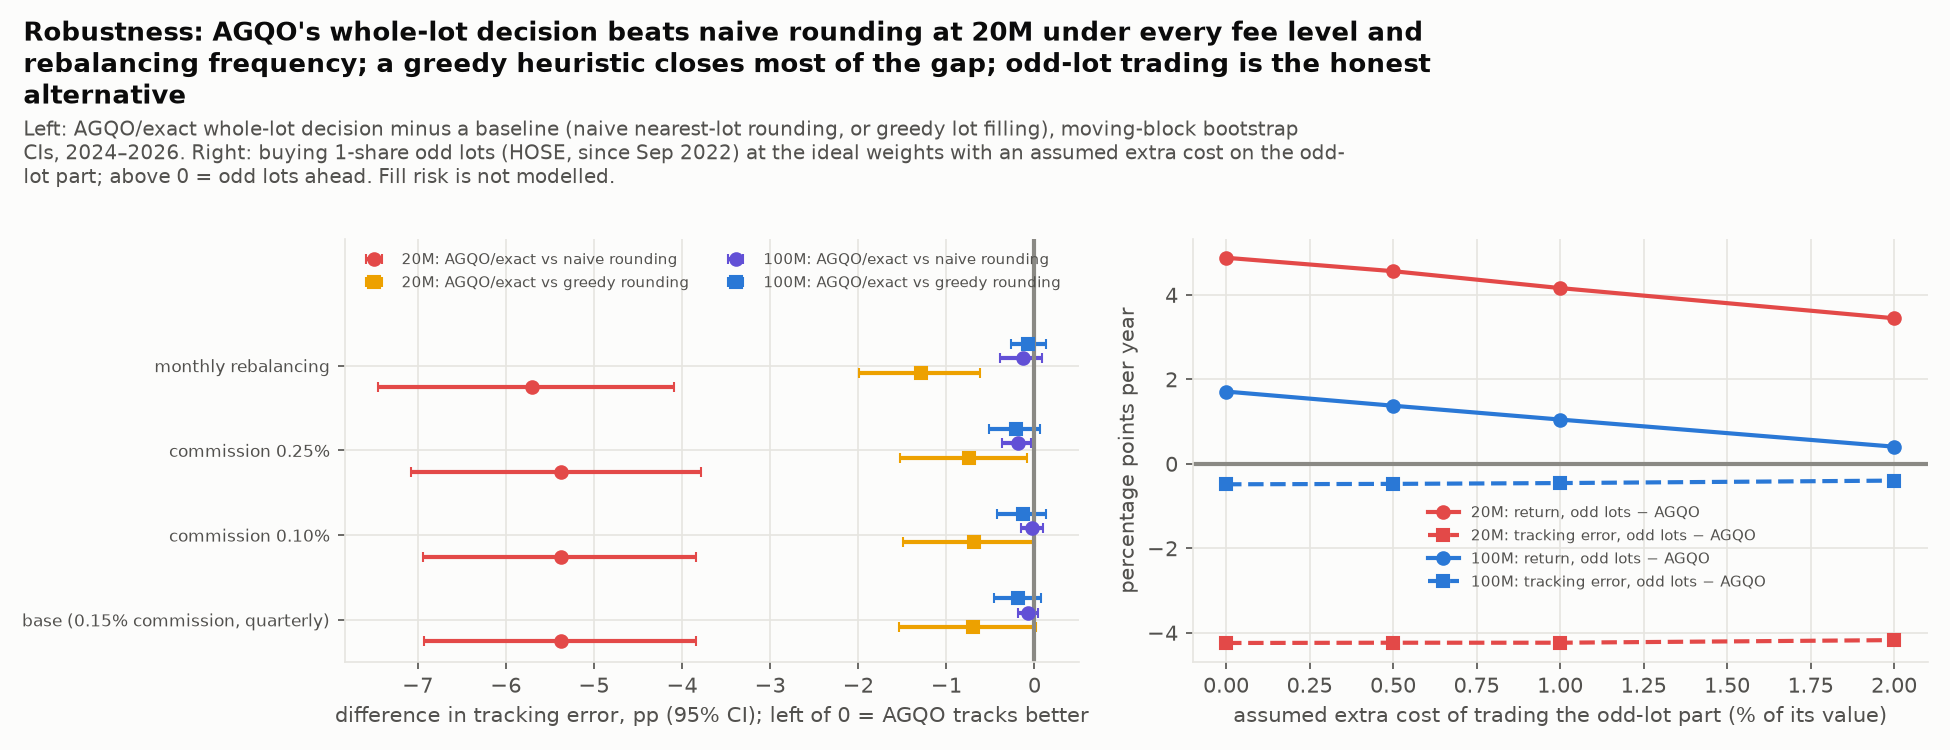 Robustness: AGQO's whole-lot decision beats naive rounding at 20M under every fee level and
rebalancing frequency; a greedy heuristic closes most of the gap; odd-lot trading is the honest
alternative
Left: AGQO/exact whole-lot decision minus a baseline (naive nearest-lot rounding, or greedy lot filling), moving-block bootstrap
CIs, 2024–2026. Right: buying 1-share odd lots (HOSE, since Sep 2022) at the ideal weights with an assumed extra cost on the odd-
lot part; above 0 = odd lots ahead. Fill risk is not modelled.
20M: AGQO/exact vs naive rounding
20M: AGQO/exact vs greedy rounding
100M: AGQO/exact vs naive rounding
100M: AGQO/exact vs greedy rounding
monthly rebalancing
commission 0.25%
commission 0.10%
base (0.15% commission, quarterly)
−7 −6 −5 −4 −3 −2 −1 0
difference in tracking error, pp (95% CI); left of 0 = AGQO tracks better
percentage points per year
4
2
0
−2
−4
20M: return, odd lots − AGQO
20M: tracking error, odd lots − AGQO
100M: return, odd lots − AGQO
100M: tracking error, odd lots − AGQO
0.00 0.25 0.50 0.75 1.00 1.25 1.50 1.75 2.00
assumed extra cost of trading the odd-lot part (% of its value)